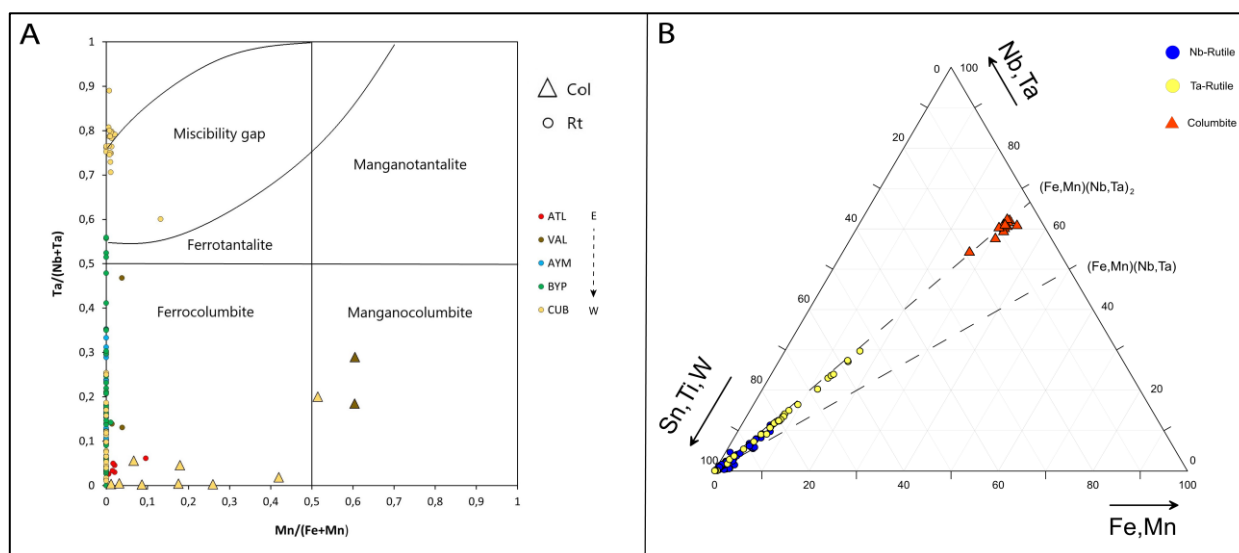 A
1
0,9
0,8
0,7
0,6
0,5
0,4
0,3
0,2
0,1
0
Ta/(Nb+Ta)
Miscibility gap
Manganotantalite
Ferrotantalite
Ferrocolumbite
Manganocolumbite
0 0,1 0,2 0,3 0,4 0,5 0,6 0,7 0,8 0,9 1
Mn/(Fe+Mn)
Col
Rt
ATL E
VAL
AYM
BYP
CUB W
B
Nb-Rutile
Ta-Rutile
Columbite
Nb,Ta
0 100
20 80
(Fe,Mn)(Nb,Ta)2
40 60
(Fe,Mn)(Nb,Ta)
60 40
80 20
100 0
Sn,Ti,W
0 20 40 60 80 100
Fe,Mn